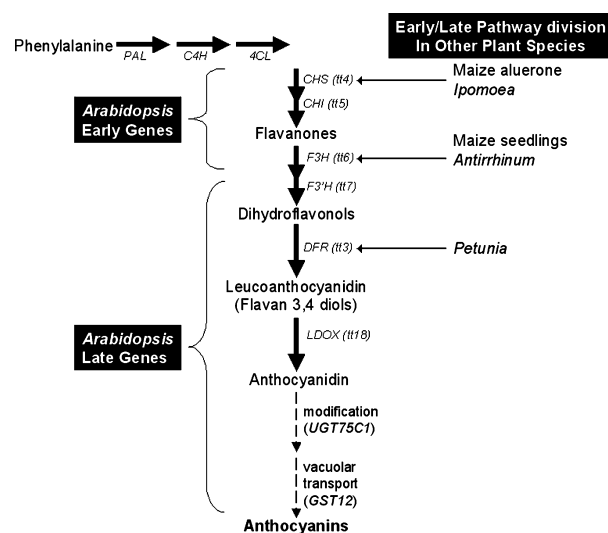 Early/Late Pathway division
In Other Plant Species
Phenylalanine
PAL
C4H
4CL
CHS (tt4)
Maize aluerone
Ipomoea
CHI (tt5)
Arabidopsis
Early Genes
Flavanones
F3H (tt6)
Maize seedlings
Antirrhinum
F3'H (tt7)
Dihydroflavonols
DFR (tt3)
Petunia
Leucoanthocyanidin
(Flavan 3,4 diols)
Arabidopsis
Late Genes
LDOX (tt18)
Anthocyanidin
modification
(UGT75C1)
vacuolar
transport
(GST12)
Anthocyanins